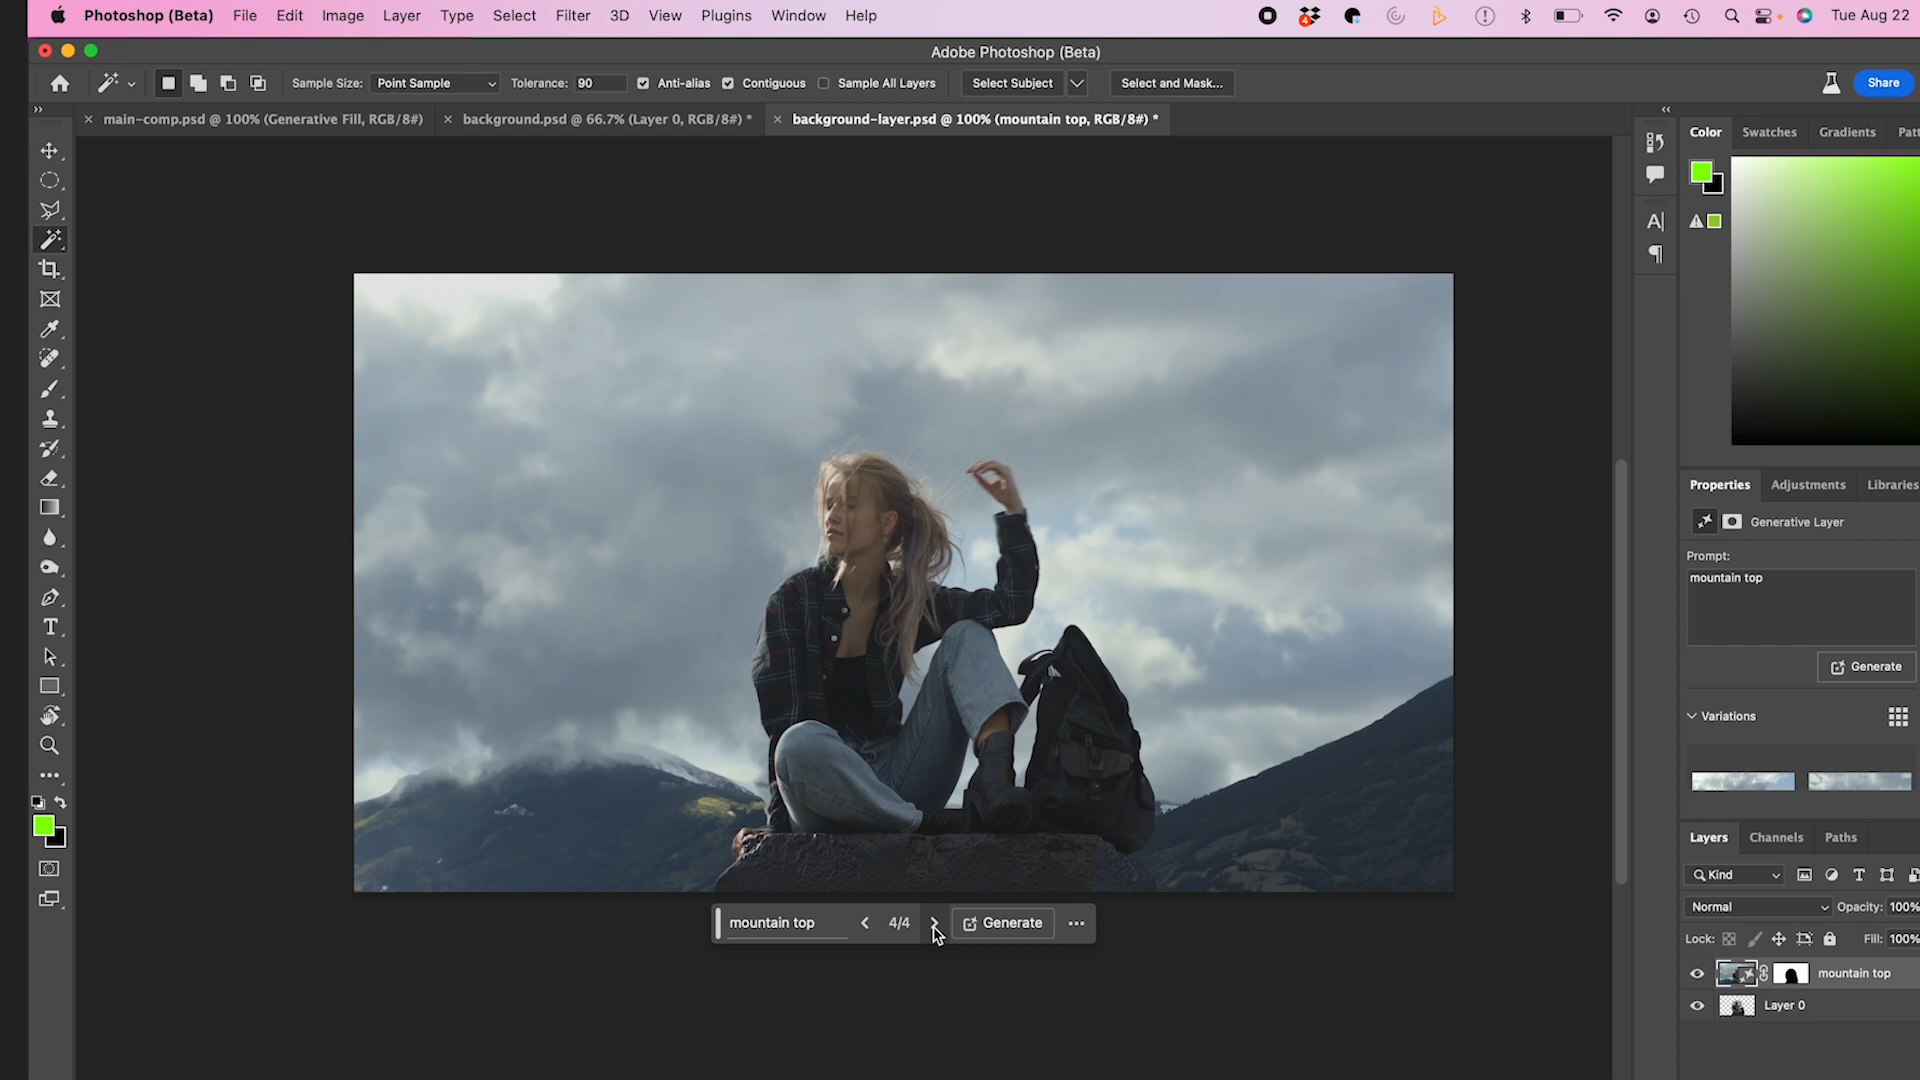 Photoshop (Beta) File Edit Image Layer Type Select Filter 3D View Plugins Window Help 4 Tue Aug 22
Adobe Photoshop (Beta)
Sample Size: Point Sample Tolerance: 90 Anti-alias Contiguous Sample All Layers Select Subject Select and Mask... Share
main-comp.psd @ 100% (Generative Fill, RGB/8#) background.psd @ 66.7% (Layer 0, RGB/8#) * background-layer.psd @ 100% (mountain top, RGB/8#) *
Color Swatches Gradients Patt
Properties Adjustments Libraries
Generative Layer
Prompt:
mountain top
Generate
Variations
Layers Channels Paths
Kind
Normal Opacity: 100%
mountain top 4/4 Generate
Lock: Fill: 100%
mountain top
Layer 0